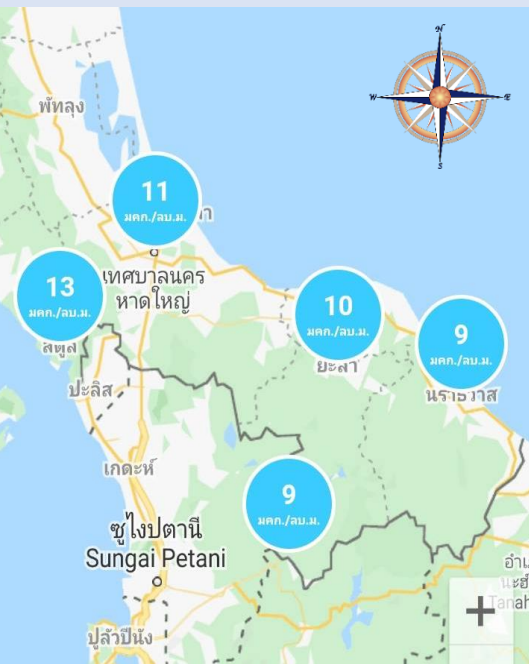 N
W
E
S
พัทลุง
11
มคก./ลบ.ม.
13
มคก./ลบ.ม.
เทศบาลนคร
หาดใหญ่
10
มคก./ลบ.ม.
9
มคก./ลบ.ม.
สตูล
ยะลา
ปะลิส
นราธิวาส
เกดะห์
9
มคก./ลบ.ม.
ซูไงปตานี
Sungai Petani
Tanah
ปูเลาปีนัง
+